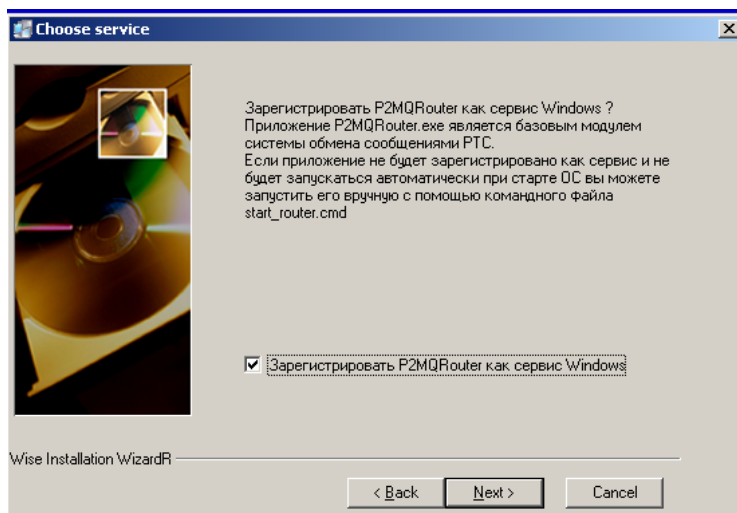 Choose service
Зарегистрировать P2MQRouter как сервис Windows ?
Приложение P2MQRouter.exe является базовым модулем
системы обмена сообщениями РТС.
Если приложение не будет зарегистрировано как сервис и не
будет запускаться автоматически при старте ОС вы можете
запустить его вручную с помощью командного файла
start_router.cmd
Зарегистрировать P2MQRouter как сервис Windows
Wise Installation WizardR
< Back
Next >
Cancel